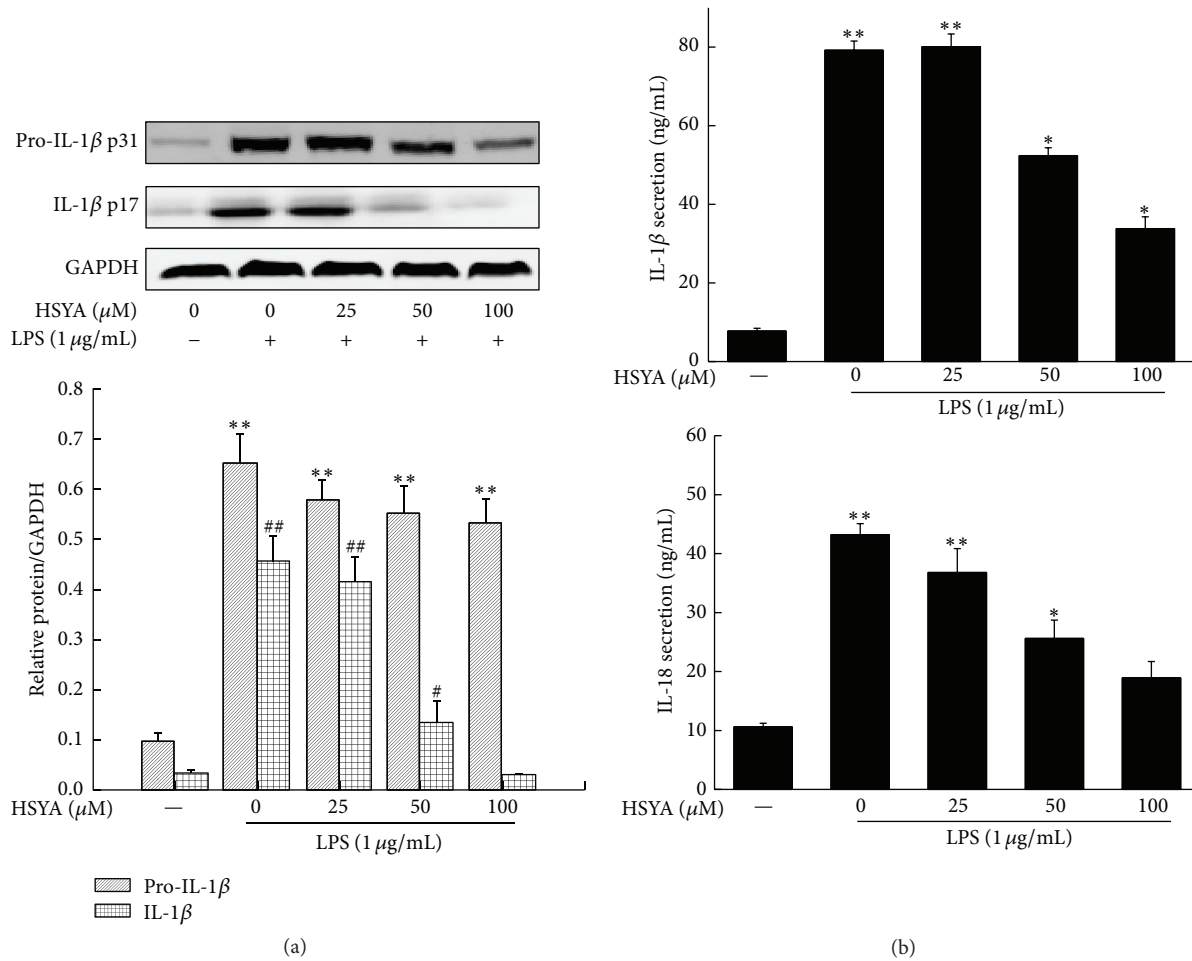 Pro-IL-1β p31
IL-1β p17
GAPDH
HSYA (μM) 0 0 25 50 100
LPS (1 μg/mL) − + + + +
0.8
0.7
0.6
0.5
0.4
0.3
0.2
0.1
0.0
Relative protein/GAPDH
** ** ** **
## ## #
HSYA (μM) — 0 25 50 100
LPS (1 μg/mL)
Pro-IL-1β
IL-1β
(a)
80
60
40
20
0
IL-1β secretion (ng/mL)
** ** * *
HSYA (μM) — 0 25 50 100
LPS (1 μg/mL)
60
50
40
30
20
10
0
IL-18 secretion (ng/mL)
** ** *
HSYA (μM) — 0 25 50 100
LPS (1 μg/mL)
(b)